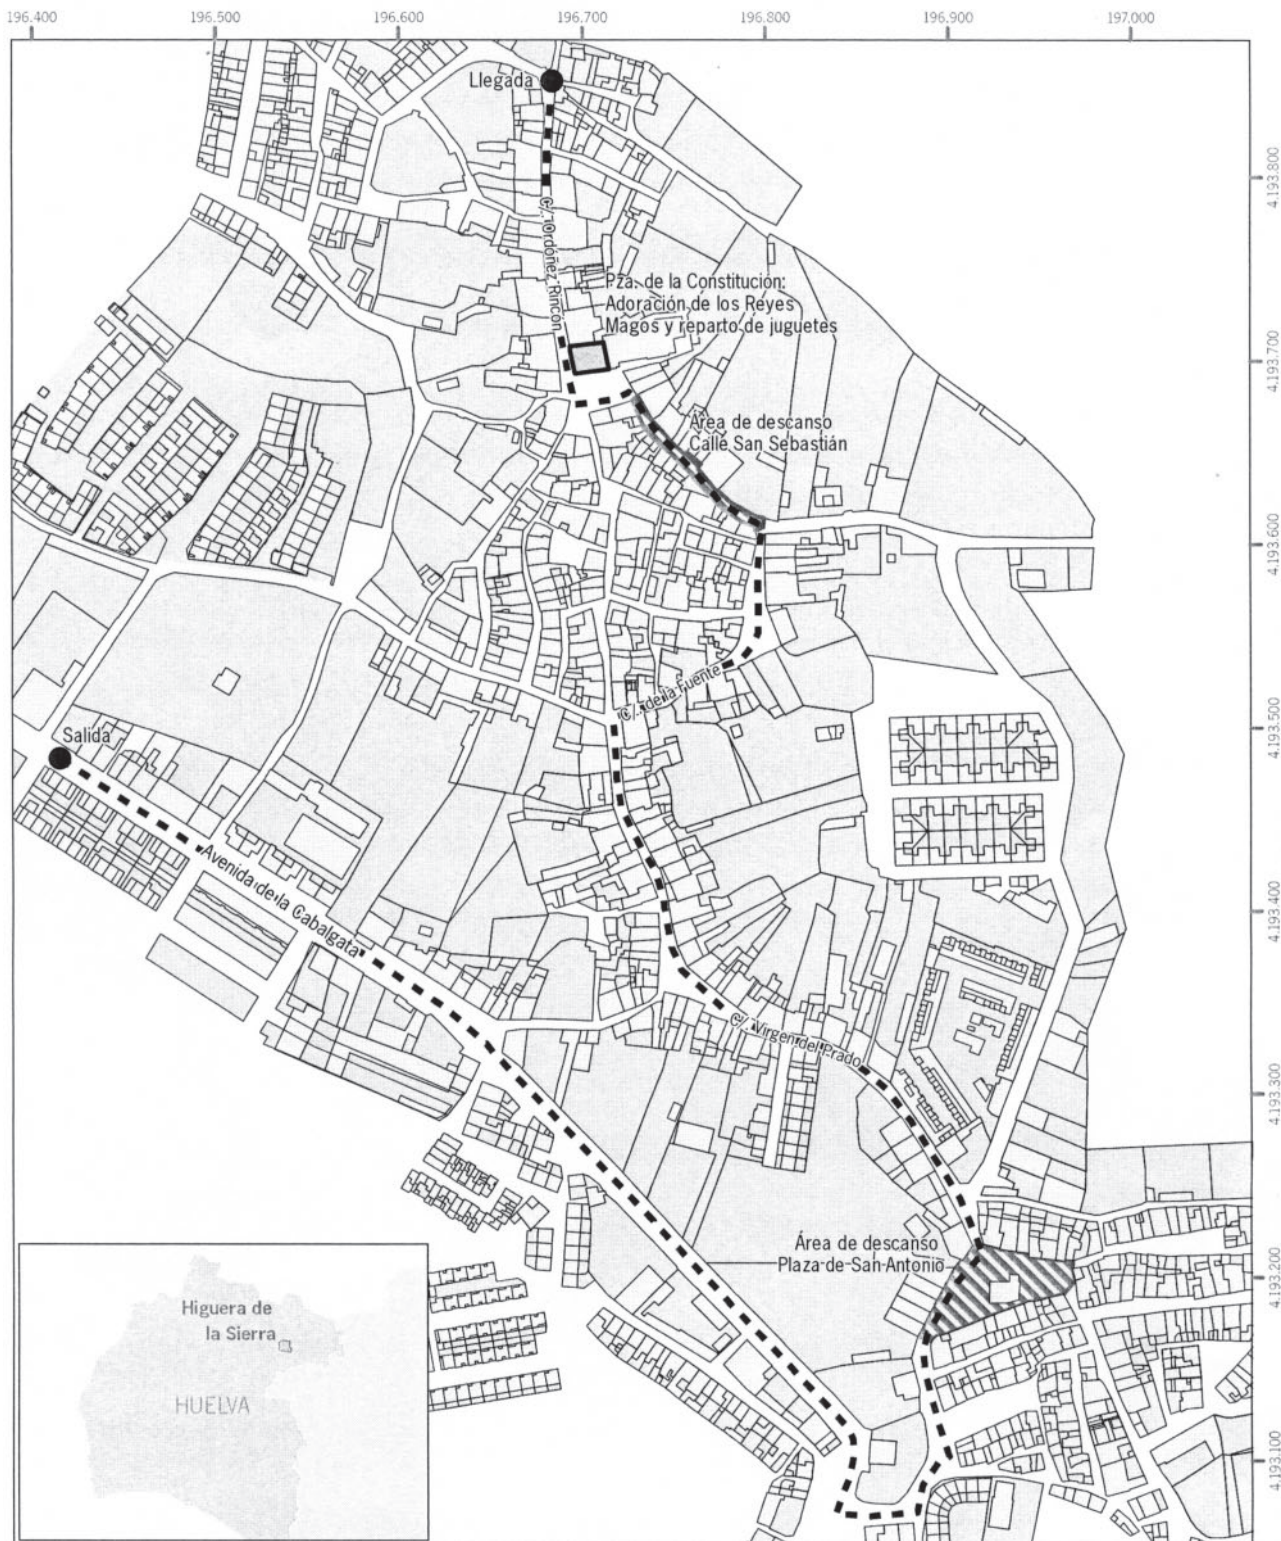 196.400
196.500
196.600
196.700
196.800
196.900
197.000
Llegada
4.193.800
C/. Ordóñez Rincón
Pza. de la Constitución:
Adoración de los Reyes
Magos y reparto de juguetes
4.193.700
Área de descanso
Calle San Sebastián
4.193.600
C/. de la Fuente
4.193.500
Salida
Avenida de la Cabalgata
4.193.400
C/. Virgen del Prado
4.193.300
Área de descanso
Plaza de San Antonio
4.193.200
Higuera de
la Sierra
HUELVA
4.193.100